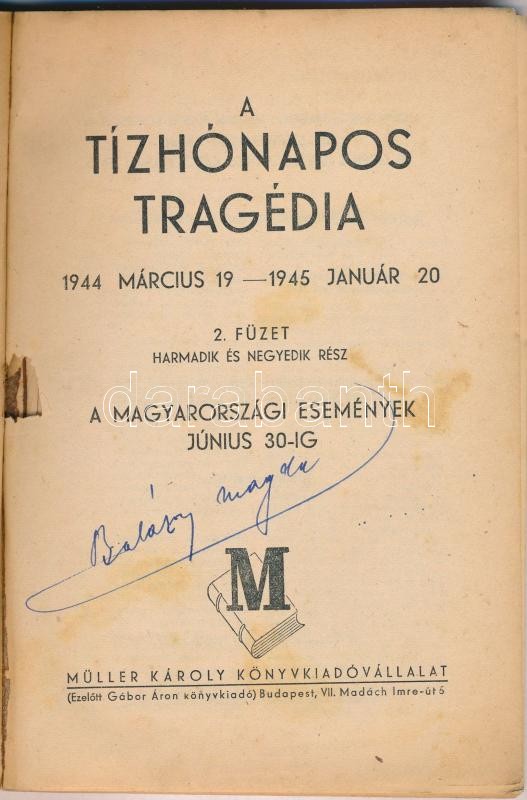 A
TÍZHÓNAPOS
TRAGÉDIA
1944 MÁRCIUS 19 — 1945 JANUÁR 20
2. FÜZET
HARMADIK ÉS NEGYEDIK RÉSZ
darabanth
A MAGYARORSZÁGI ESEMÉNYEK
JÚNIUS 30-IG
Magda
M
MÜLLER KÁROLY KÖNYVKIADÓVÁLLALAT
(Ezelőtt Gábor Áron könyvkiadó) Budapest, VII. Madách Imre-út 5